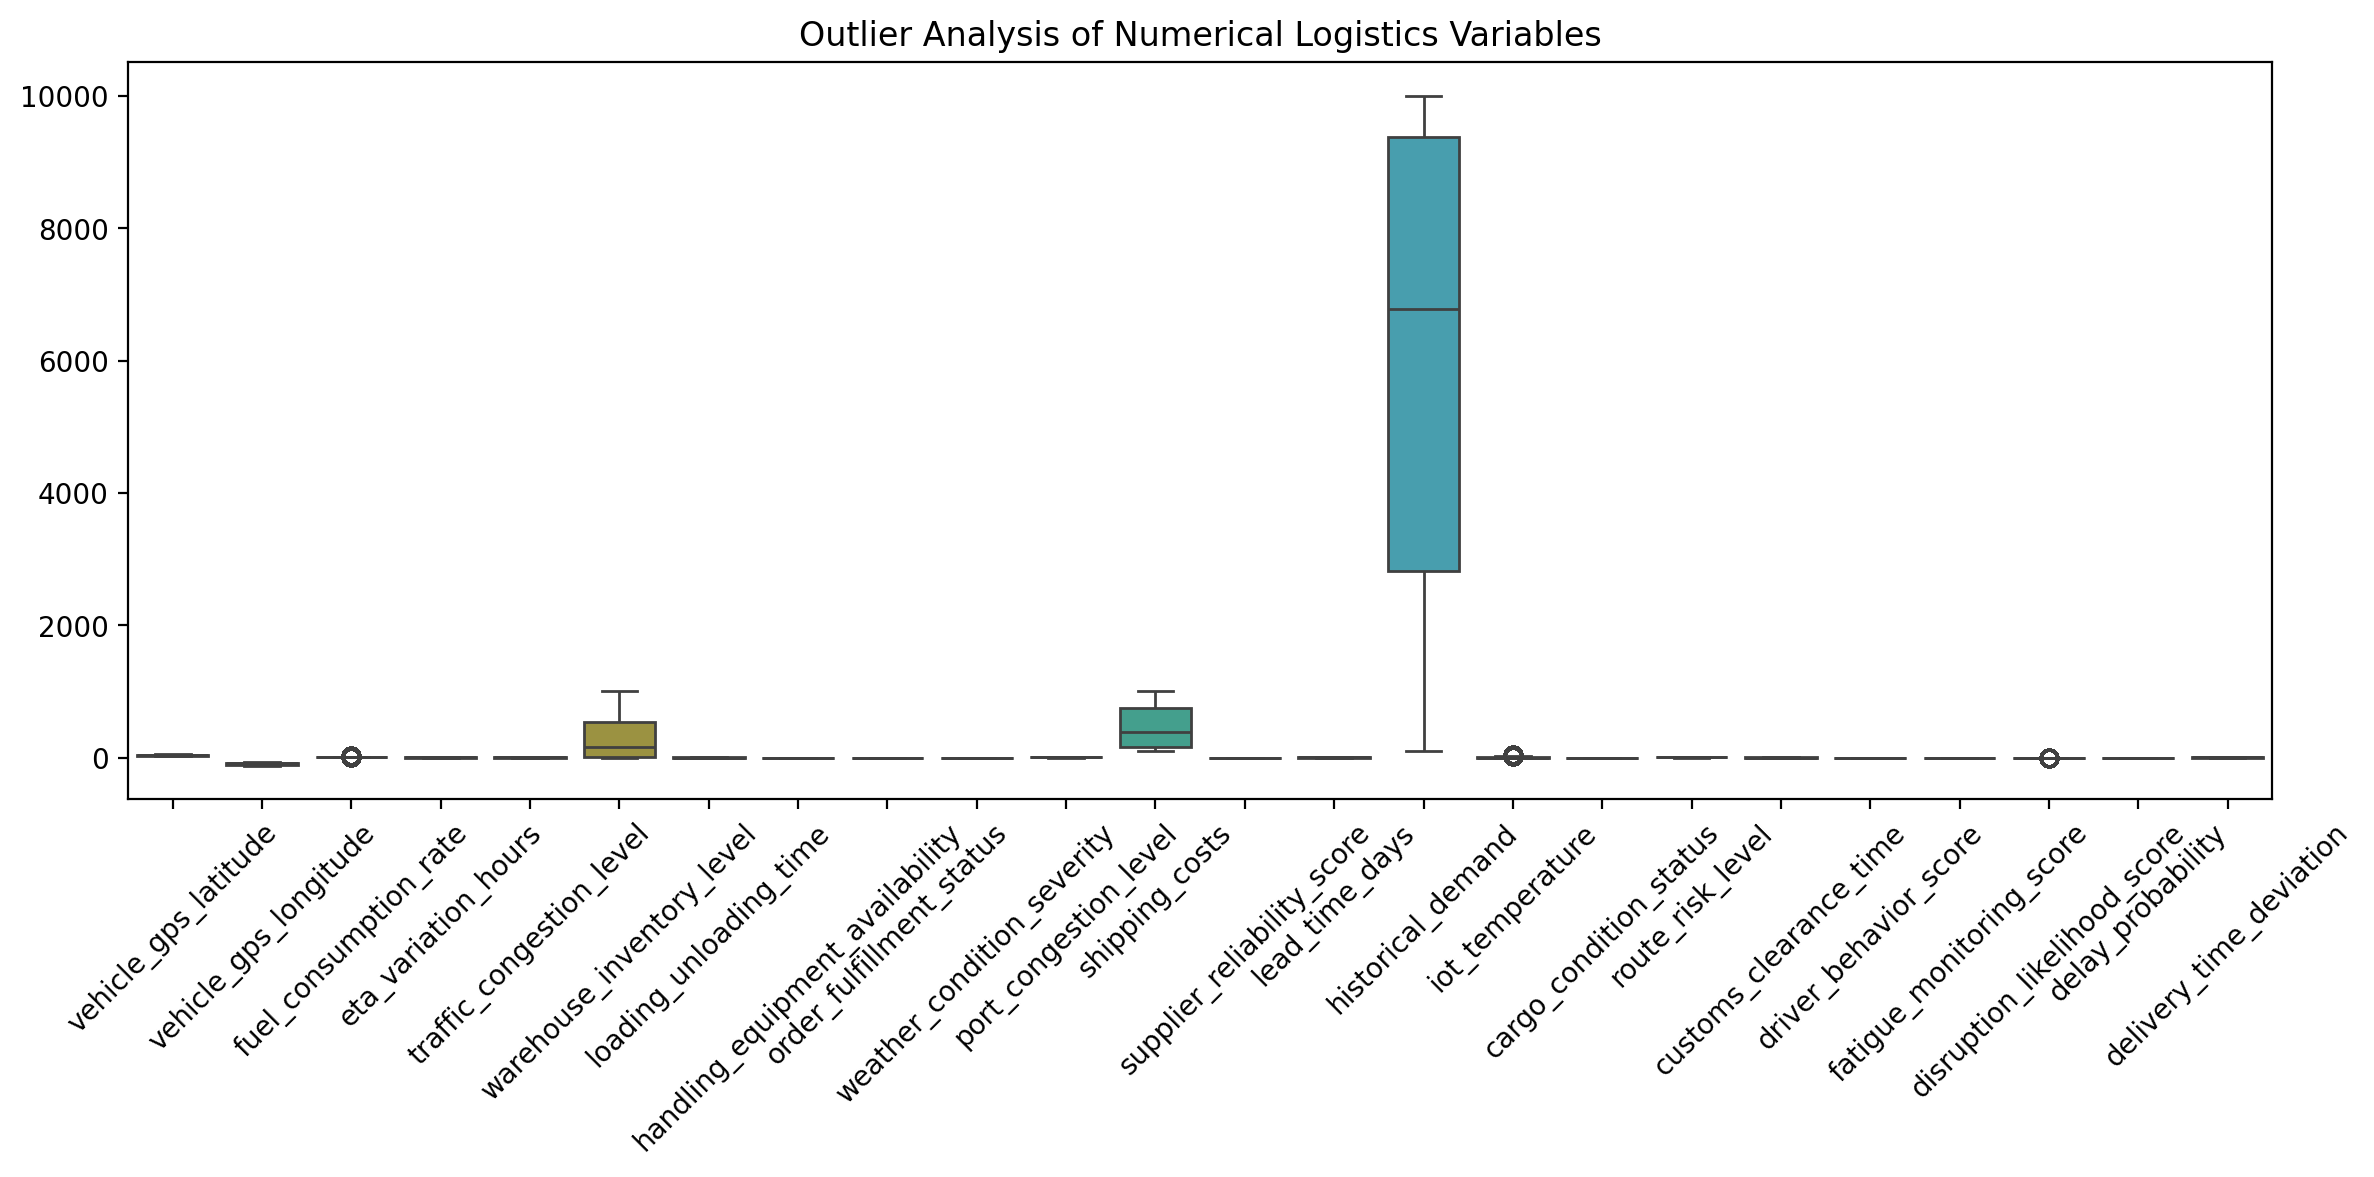 Outlier Analysis of Numerical Logistics Variables
10000
8000
6000
4000
2000
0
vehicle_gps_latitude
vehicle_gps_longitude
fuel_consumption_rate
eta_variation_hours
traffic_congestion_level
warehouse_inventory_level
loading_unloading_time
handling_equipment_availability
order_fulfillment_status
weather_condition_severity
port_congestion_level
shipping_costs
supplier_reliability_score
lead_time_days
historical_demand
iot_temperature
cargo_condition_status
route_risk_level
customs_clearance_time
driver_behavior_score
fatigue_monitoring_score
disruption_likelihood_score
delay_probability
delivery_time_deviation